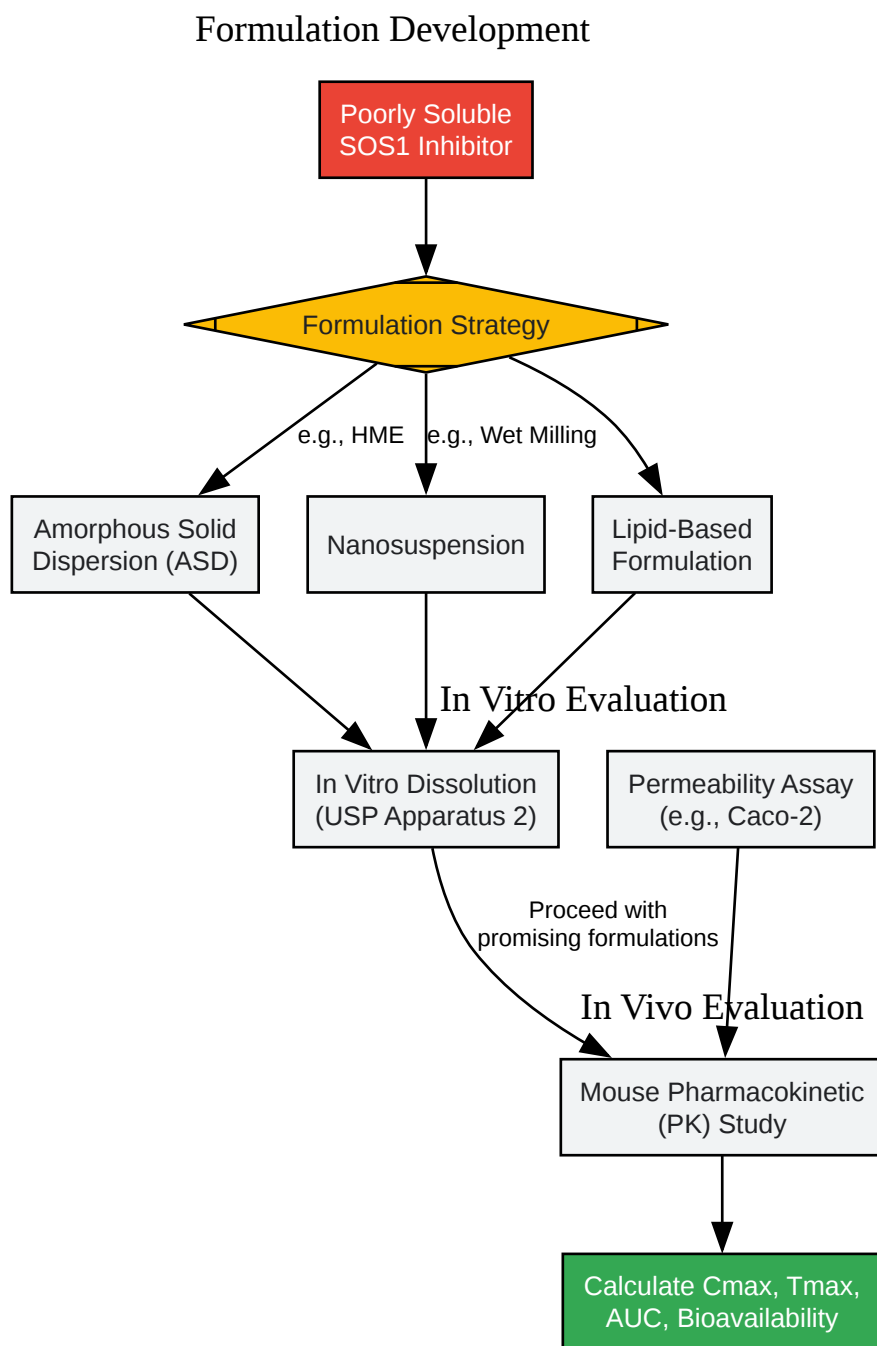 Formulation Development
Poorly Soluble
SOS1 Inhibitor
Formulation Strategy
e.g., HME
e.g., Wet Milling
Amorphous Solid
Dispersion (ASD)
Nanosuspension
Lipid-Based
Formulation
In Vitro Evaluation
In Vitro Dissolution
(USP Apparatus 2)
Permeability Assay
(e.g., Caco-2)
Proceed with
promising formulations
In Vivo Evaluation
Mouse Pharmacokinetic
(PK) Study
Calculate Cmax, Tmax,
AUC, Bioavailability